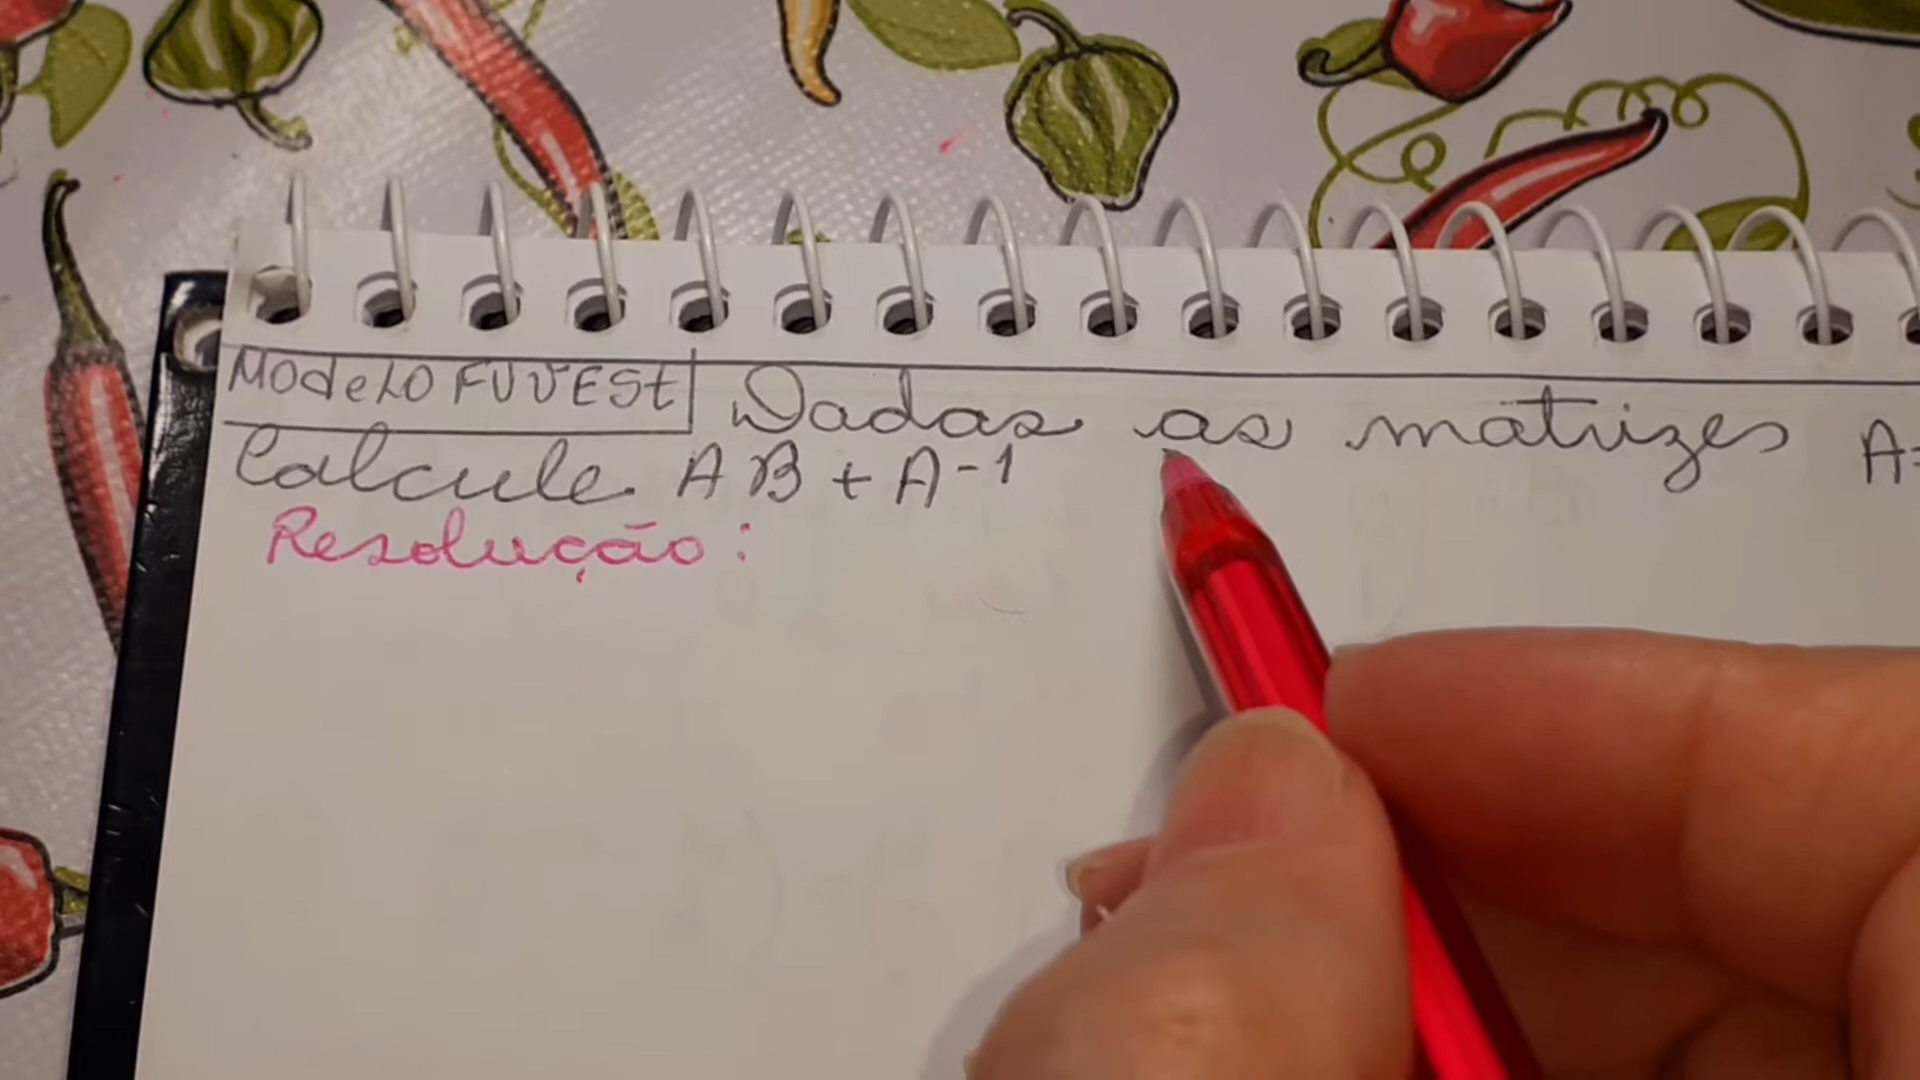 Modelo FUVEST Dadas as matrizes A=
Calcule AB + A-1
Resolução: